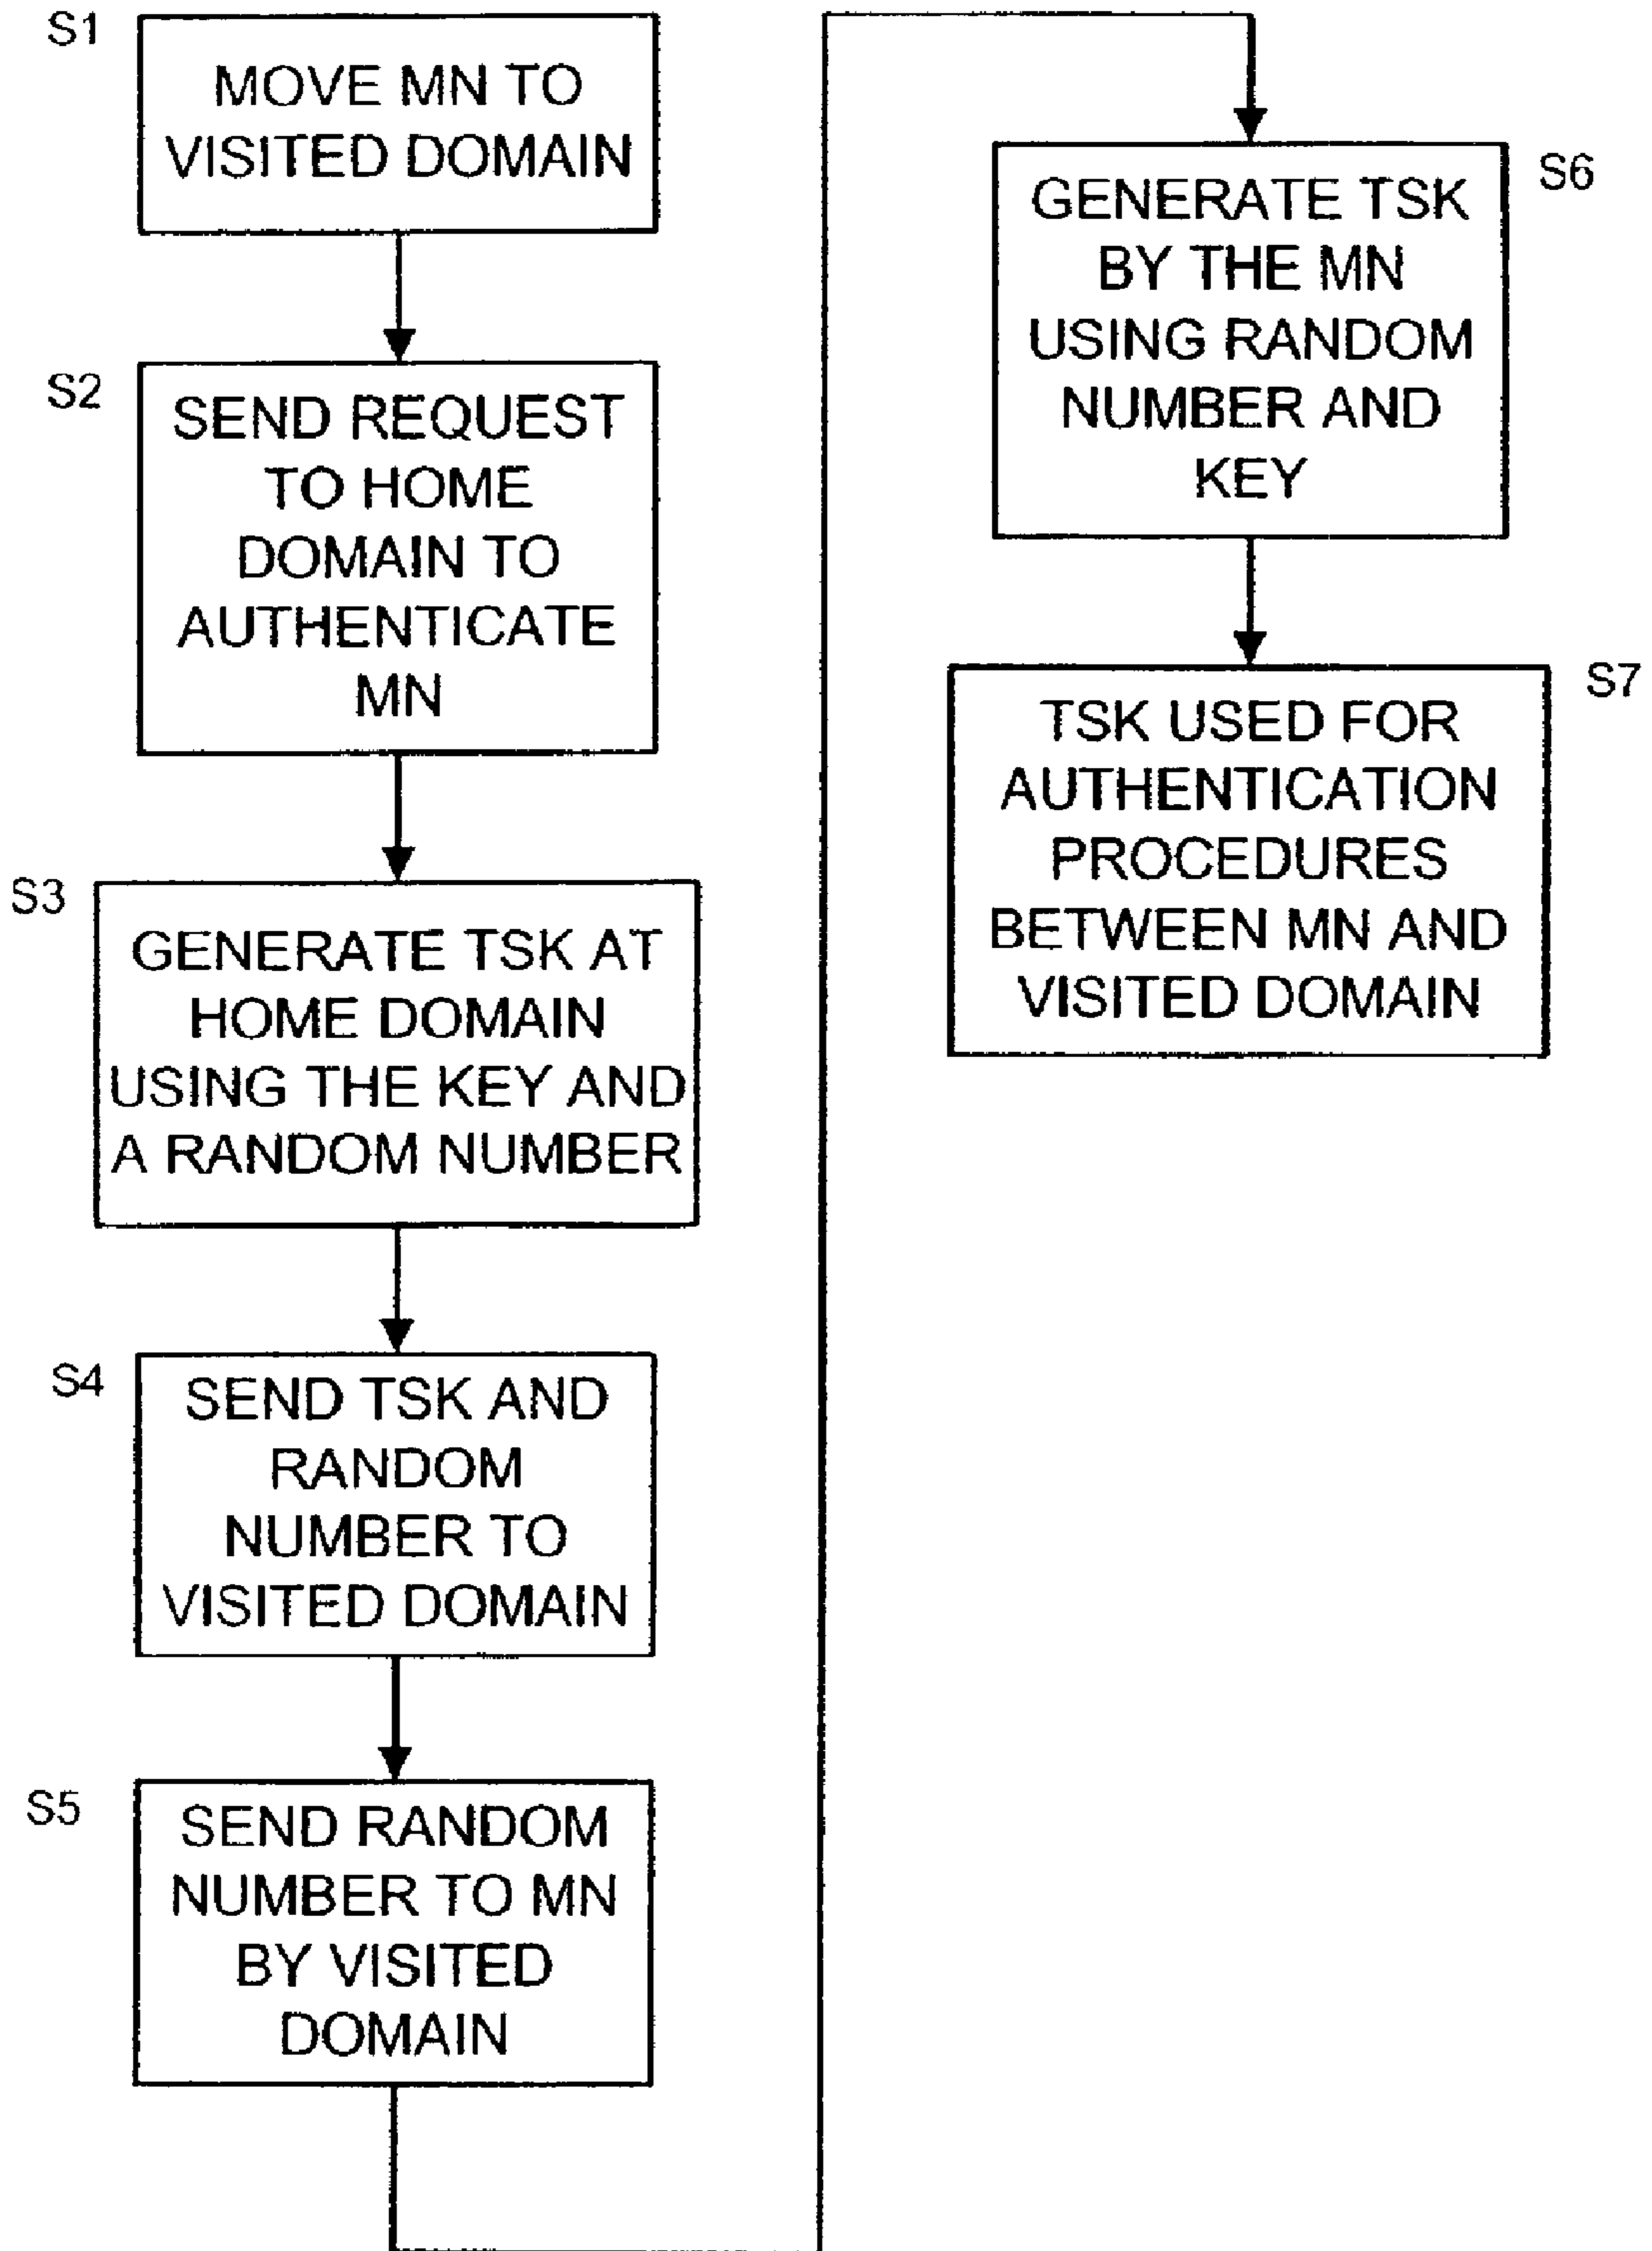 S1
MOVE MN TO
VISITED DOMAIN
S2
SEND REQUEST
TO HOME
DOMAIN TO
AUTHENTICATE
MN
S3
GENERATE TSK AT
HOME DOMAIN
USING THE KEY AND
A RANDOM NUMBER
S4
SEND TSK AND
RANDOM
NUMBER TO
VISITED DOMAIN
S5
SEND RANDOM
NUMBER TO MN
BY VISITED
DOMAIN
S6
GENERATE TSK
BY THE MN
USING RANDOM
NUMBER AND
KEY
S7
TSK USED FOR
AUTHENTICATION
PROCEDURES
BETWEEN MN AND
VISITED DOMAIN